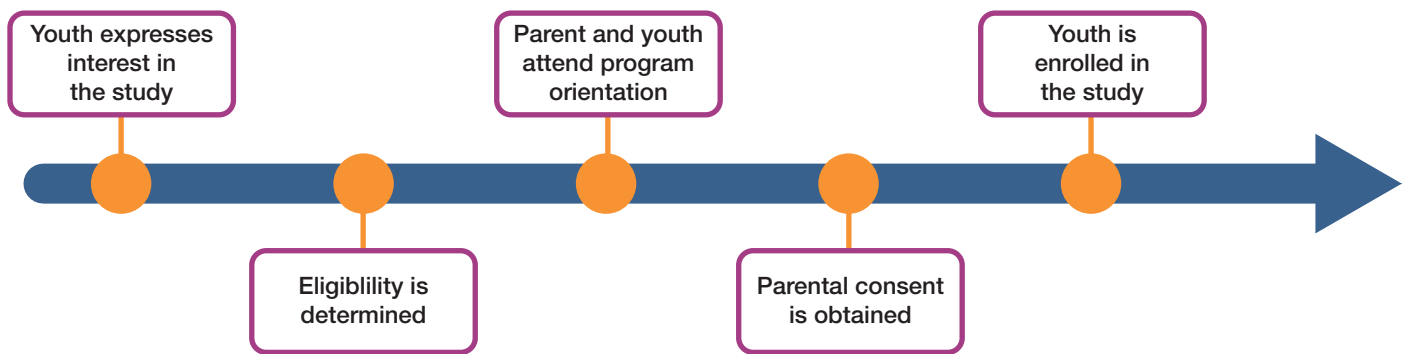 Youth expresses
interest in
the study
Eligiblility is
determined
Parent and youth
attend program
orientation
Parental consent
is obtained
Youth is
enrolled in
the study